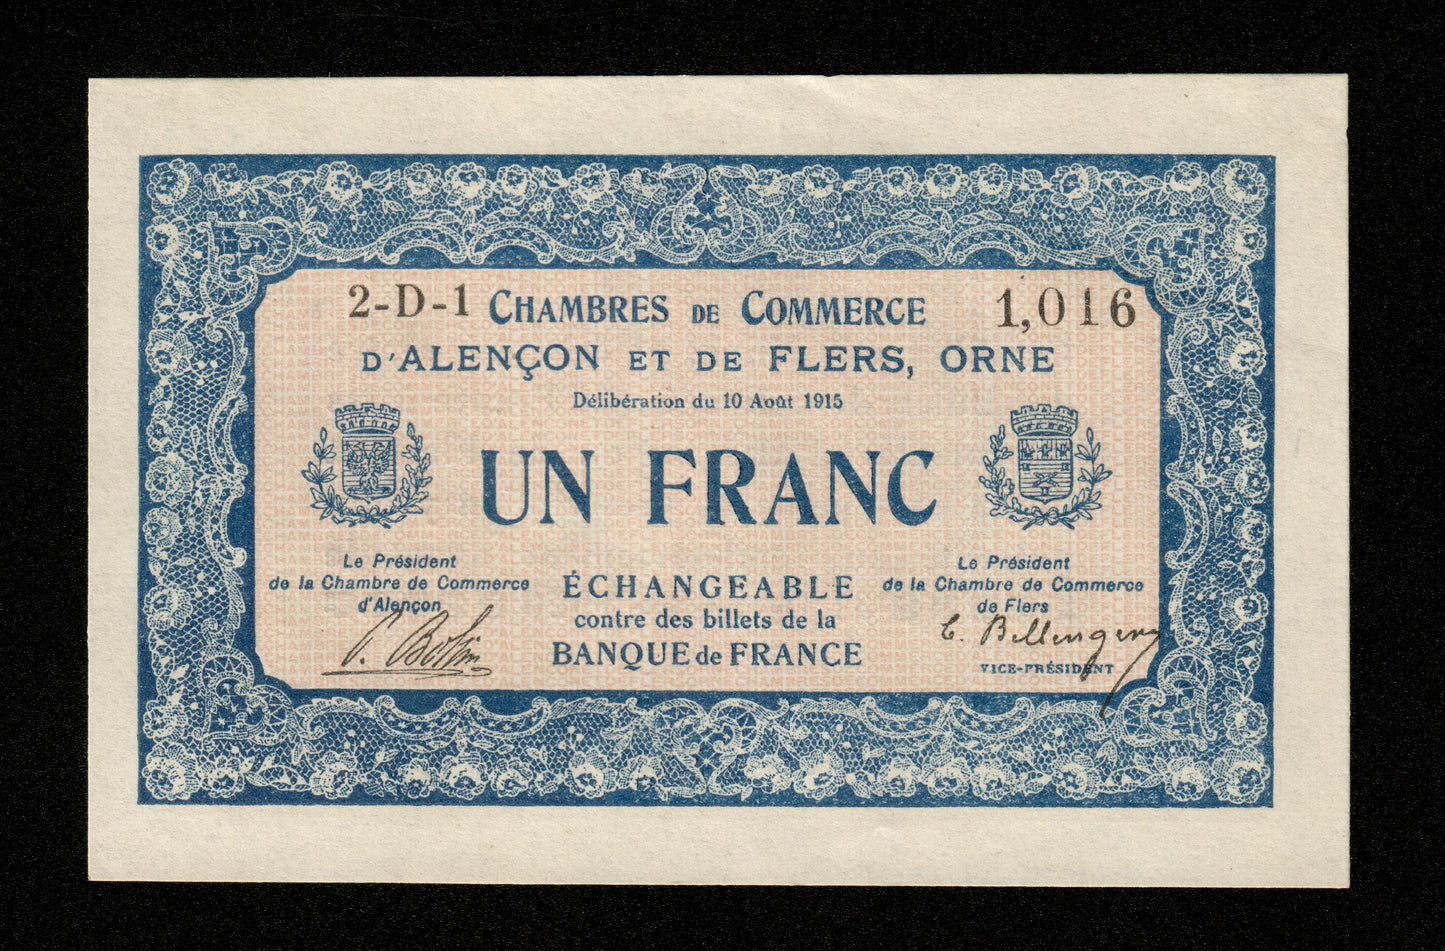 2-D-1 CHAMBRES DE COMMERCE 1,016
D'ALENÇON ET DE FLERS, ORNE
Délibération du 10 Août 1915
UN FRANC
Le Président
de la Chambre de Commerce
d'Alençon
ÉCHANGEABLE
contre des billets de la
BANQUE de FRANCE
Le Président
de la Chambre de Commerce
de Flers
VICE-PRÉSIDENT